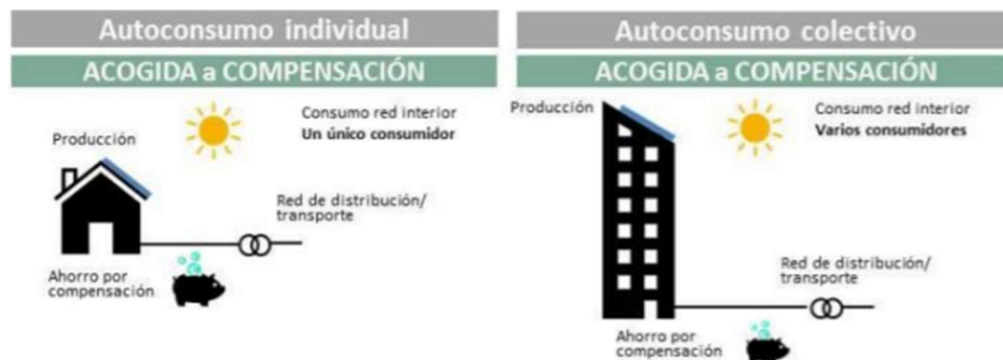 Autoconsumo individual
ACOGIDA a COMPENSACIÓN
Consumo red interior
Un único consumidor
Producción
Red de distribución/
transporte
Ahorro por
compensación
Autoconsumo colectivo
ACOGIDA a COMPENSACIÓN
Producción
Consumo red interior
Varios consumidores
Red de distribución/
transporte
Ahorro por
compensación